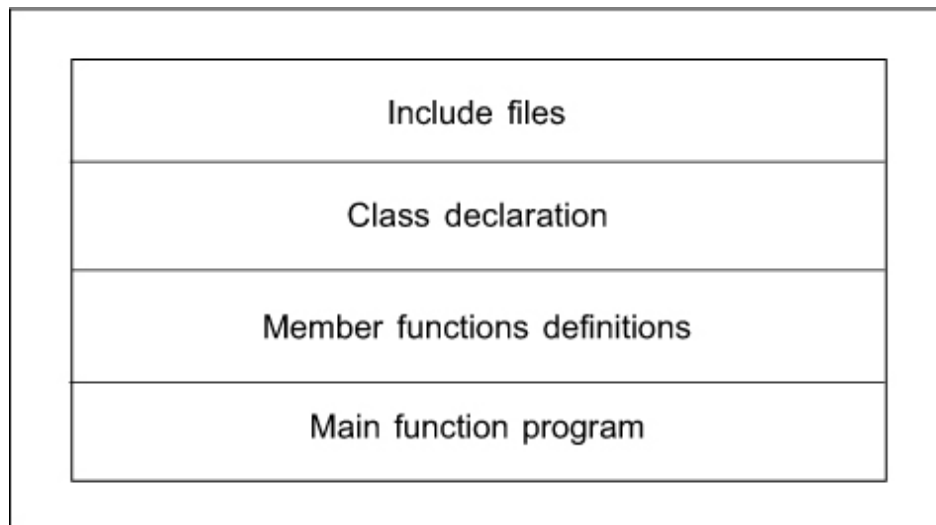 Include files
Class declaration
Member functions definitions
Main function program